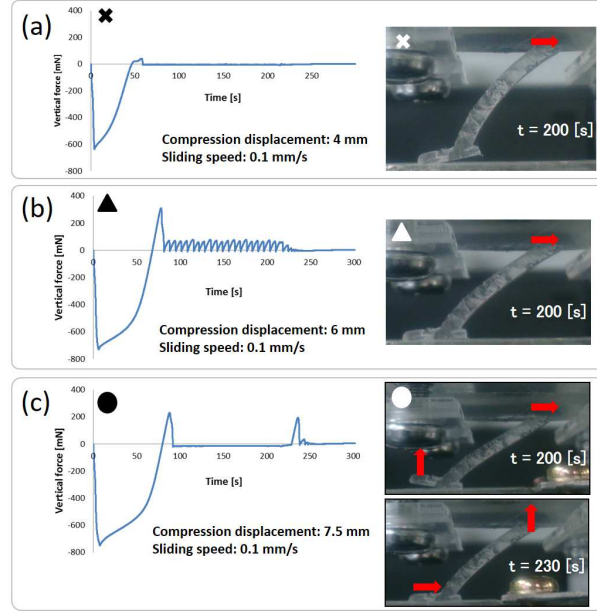 (a)
400
200
0
-200
-400
-600
-800
Vertical force [mN]
0 50 100 150 200 250
Time [s]
Compression displacement: 4 mm
Sliding speed: 0.1 mm/s
t = 200 [s]
(b)
400
200
0
-200
-400
-600
-800
Vertical force [mN]
0 50 100 150 200 250 300
Time [s]
Compression displacement: 6 mm
Sliding speed: 0.1 mm/s
t = 200 [s]
(c)
400
200
0
-200
-400
-600
-800
Vertical force [mN]
0 50 100 150 200 250 300
Time [s]
Compression displacement: 7.5 mm
Sliding speed: 0.1 mm/s
t = 200 [s]
t = 230 [s]